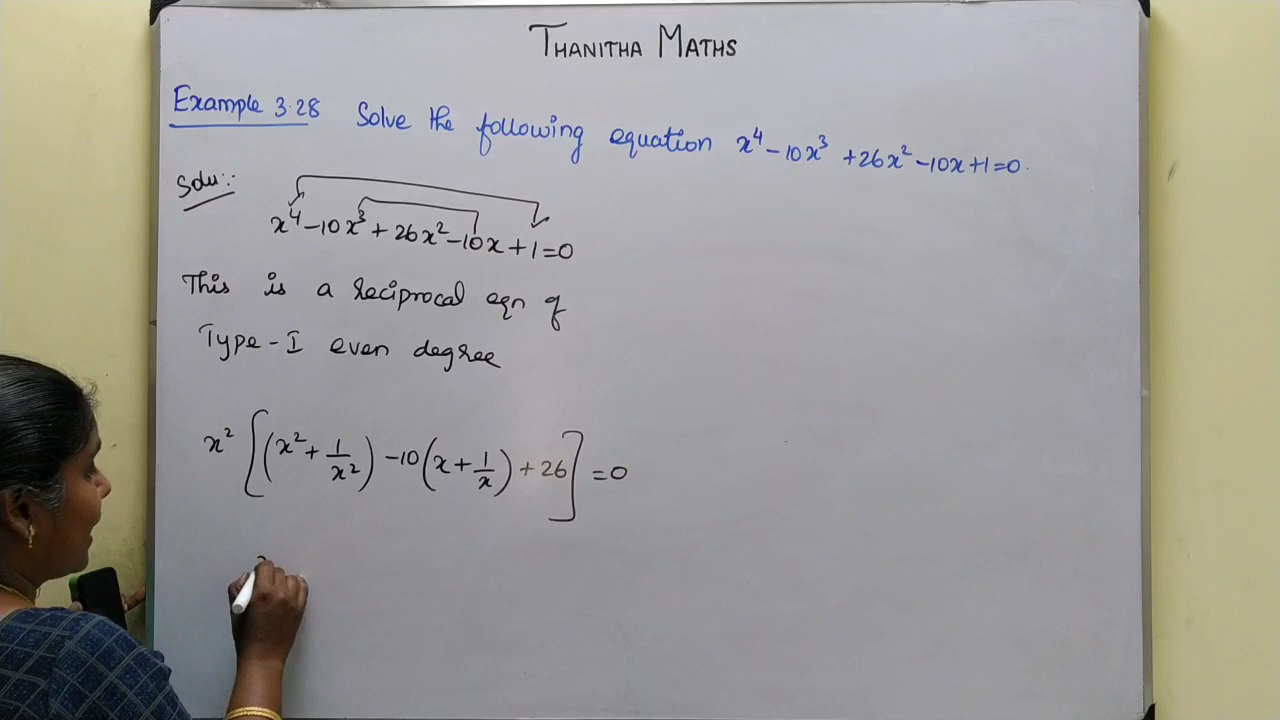 THANITHA MATHS
Example 3.28 Solve the following equation x⁴-10x³+26x²-10x+1=0.
Solu:-
x⁴-10x³+26x²-10x+1=0
This is a reciprocal eqn of
Type-I even degree
x²[(x²+1/x²)-10(x+1/x)+26]=0